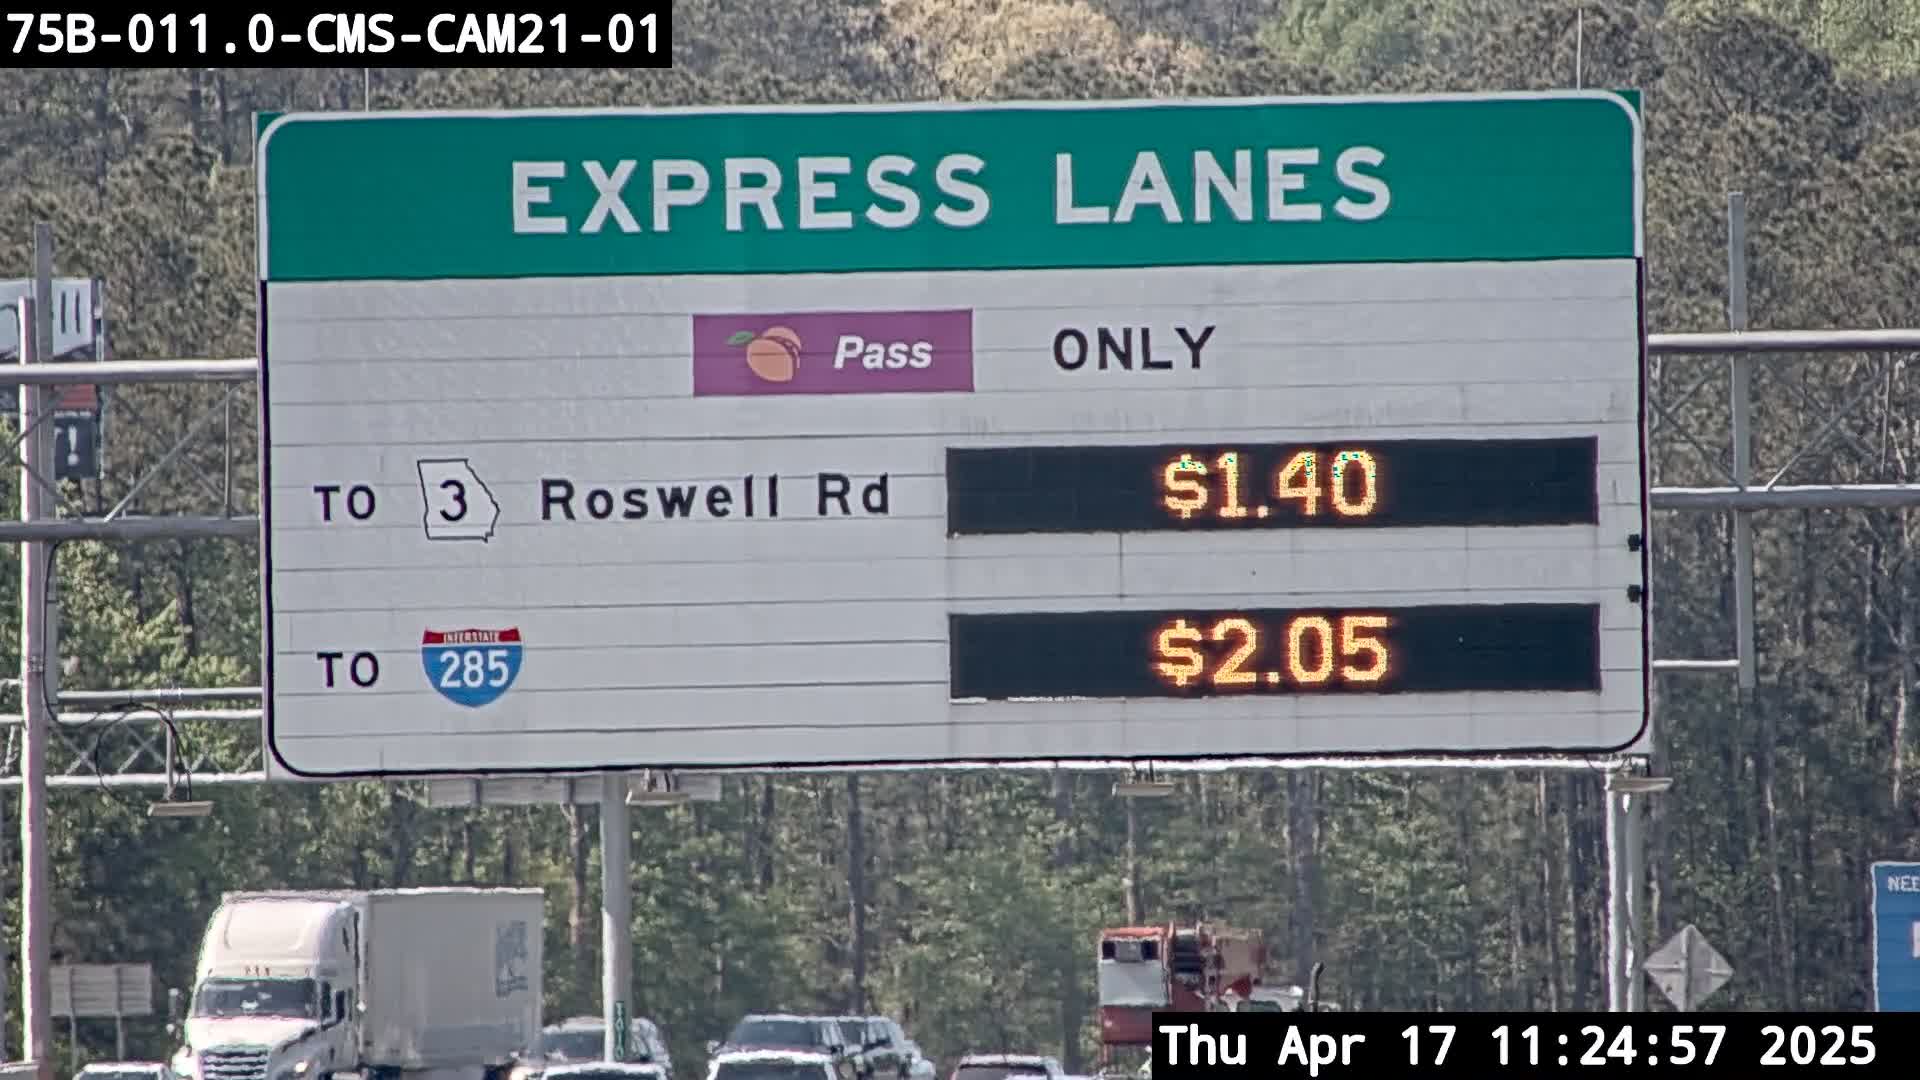 75B-011.0-CMS-CAM21-01
EXPRESS LANES
Pass ONLY
TO 3 Roswell Rd $1.40
TO INTERSTATE 285 $2.05
NEE
Thu Apr 17 11:24:57 2025